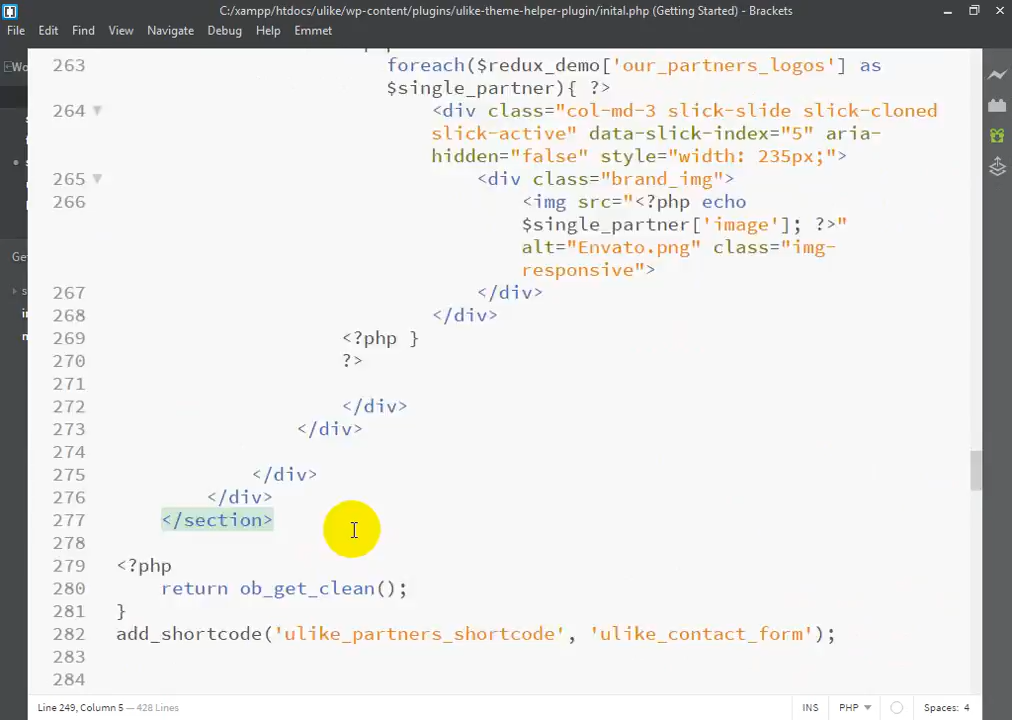 C:/xampp/htdocs/ulike/wp-content/plugins/ulike-theme-helper-plugin/inital.php (Getting Started) - Brackets
File Edit Find View Navigate Debug Help Emmet
263 foreach($redux_demo['our_partners_logos'] as
$single_partner){ ?>
264 <div class="col-md-3 slick-slide slick-cloned
slick-active" data-slick-index="5" aria-
hidden="false" style="width: 235px;">
265 <div class="brand_img">
266 <img src="<?php echo
$single_partner['image']; ?>"
alt="Envato.png" class="img-
responsive">
267 </div>
268 </div>
269 <?php }
270 ?>
271
272 </div>
273 </div>
274
275 </div>
276 </div>
277 </section>
278
279 <?php
280 return ob_get_clean();
281 }
282 add_shortcode('ulike_partners_shortcode', 'ulike_contact_form');
283
284
Line 249, Column 5 — 428 Lines
INS PHP Spaces: 4